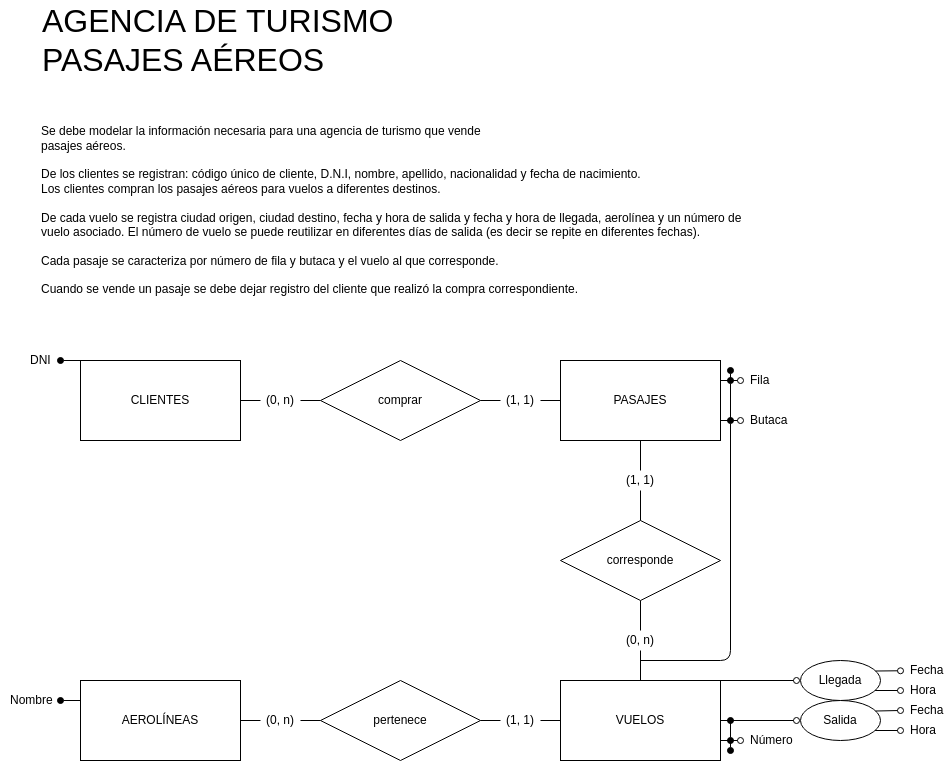 AGENCIA DE TURISMO
PASAJES AÉREOS
Se debe modelar la información necesaria para una agencia de turismo que vende
pasajes aéreos.
De los clientes se registran: código único de cliente, D.N.I, nombre, apellido, nacionalidad y fecha de nacimiento.
Los clientes compran los pasajes aéreos para vuelos a diferentes destinos.
De cada vuelo se registra ciudad origen, ciudad destino, fecha y hora de salida y fecha y hora de llegada, aerolínea y un número de
vuelo asociado. El número de vuelo se puede reutilizar en diferentes días de salida (es decir se repite en diferentes fechas).
Cada pasaje se caracteriza por número de fila y butaca y el vuelo al que corresponde.
Cuando se vende un pasaje se debe dejar registro del cliente que realizó la compra correspondiente.
DNI
CLIENTES
(0, n)
comprar
(1, 1)
PASAJES
Fila
Butaca
(1, 1)
corresponde
(0, n)
Nombre
AEROLÍNEAS
(0, n)
pertenece
(1, 1)
VUELOS
Llegada
Fecha
Hora
Salida
Fecha
Hora
Número